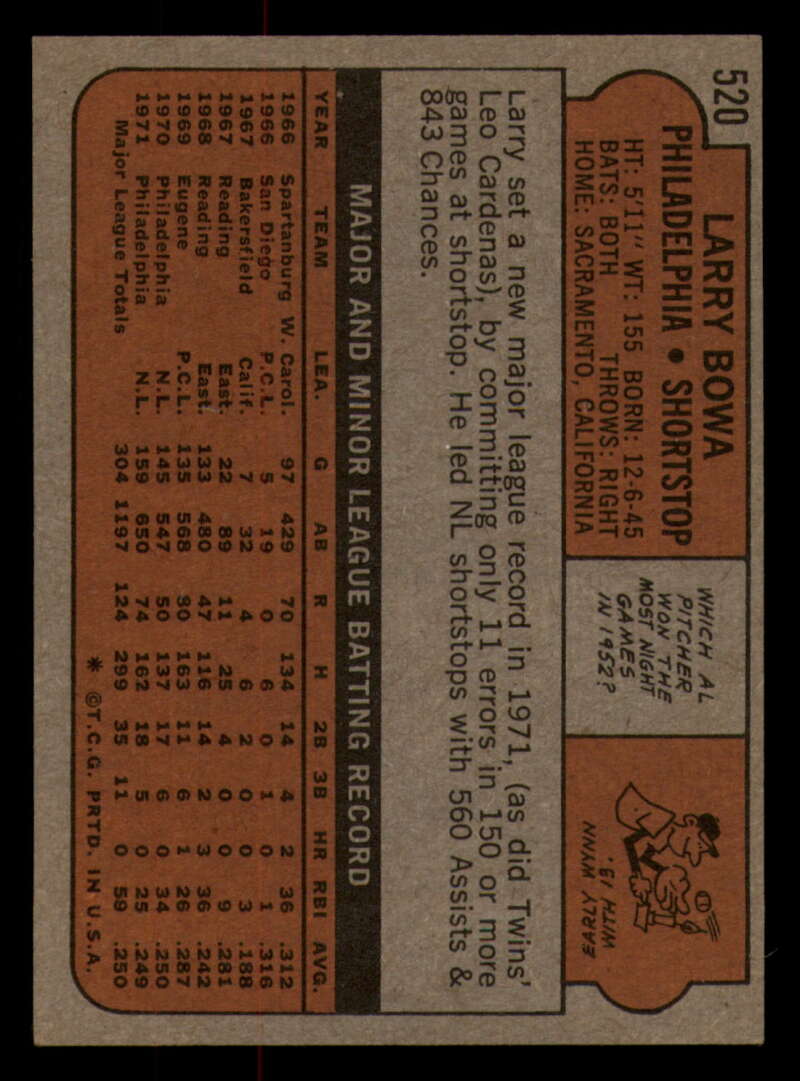 520
LARRY BOWA
PHILADELPHIA • SHORTSTOP
HT: 5'11" WT: 155 BORN: 12-6-45
BATS: BOTH THROWS: RIGHT
HOME: SACRAMENTO, CALIFORNIA
WHICH AL
PITCHER
WON THE
MOST NIGHT
GAMES
IN 1952?
EARLY WYNN
WITH 13.
Larry set a new major league record in 1971, (as did Twins'
Leo Cardenas), by committing only 11 errors in 150 or more
games at shortstop. He led NL shortstops with 560 Assists &
843 Chances.
MAJOR AND MINOR LEAGUE BATTING RECORD
YEAR TEAM LEA. G AB R H 2B 3B HR RBI AVG.
1966 Spartanburg W. Carol. 97 429 70 134 14 4 2 36 .312
1966 San Diego P.C.L. 5 19 0 6 0 1 0 1 .316
1967 Bakersfield Calif. 7 32 4 6 2 0 0 3 .188
1967 Reading East. 22 89 11 25 4 0 0 9 .281
1968 Reading East. 133 480 47 116 14 2 3 36 .242
1969 Eugene P.C.L. 135 568 80 163 11 6 1 26 .287
1970 Philadelphia N.L. 145 547 50 137 17 6 0 34 .250
1971 Philadelphia N.L. 159 650 74 162 18 5 0 25 .249
Major League Totals 304 1197 124 299 35 11 0 59 .250
* ©T.C.G. PRTD. IN U.S.A.